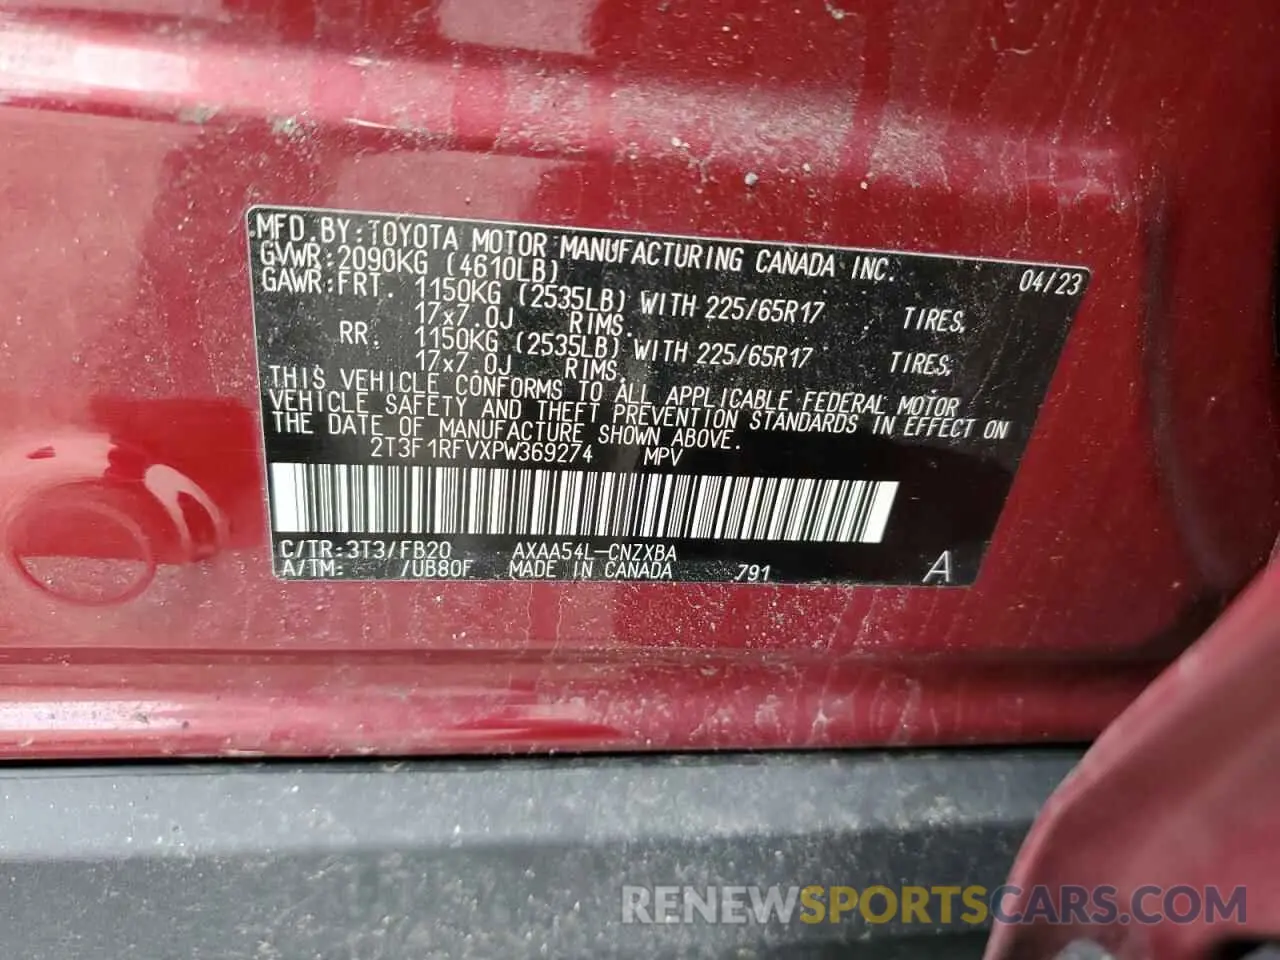 MFD BY:TOYOTA MOTOR MANUFACTURING CANADA INC. 04/23
GVWR:2090KG (4610LB)
GAWR:FRT. 1150KG (2535LB) WITH 225/65R17 TIRES,
17x7.0J RIMS.
RR. 1150KG (2535LB) WITH 225/65R17 TIRES,
17x7.0J RIMS.
THIS VEHICLE CONFORMS TO ALL APPLICABLE FEDERAL MOTOR
VEHICLE SAFETY AND THEFT PREVENTION STANDARDS IN EFFECT ON
THE DATE OF MANUFACTURE SHOWN ABOVE.
2T3F1RFVXPW369274 MPV
C/TR:3T3/FB20 AXAA54L-CNZXBA
A/TM: /UB80F MADE IN CANADA 791 A
RENEWSPORTSCARS.COM